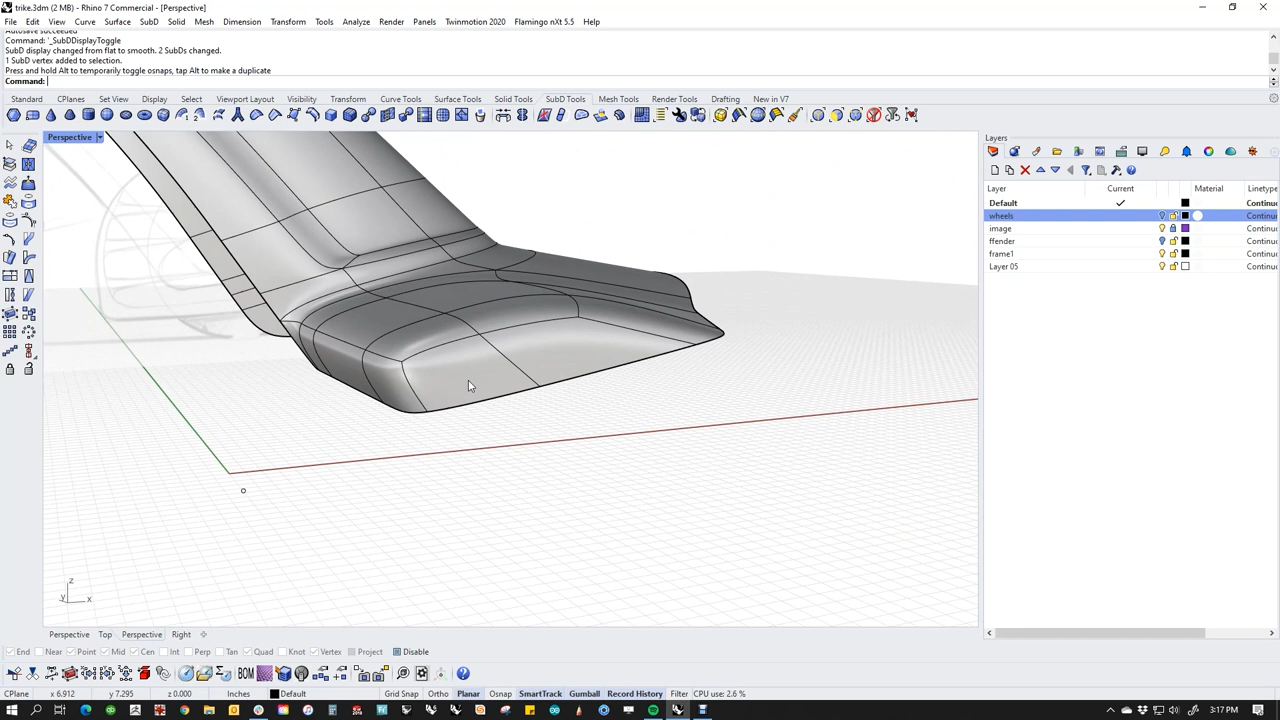 trike.3dm (2 MB) - Rhino 7 Commercial - [Perspective]
File Edit View Curve Surface SubD Solid Mesh Dimension Transform Tools Analyze Render Panels Twinmotion 2020 Flamingo nXt 5.5 Help
Autosave succeeded
Command: '_SubDDisplayToggle
SubD display changed from flat to smooth. 2 SubDs changed.
1 SubD vertex added to selection.
Press and hold Alt to temporarily toggle osnaps, tap Alt to make a duplicate
Command:
Standard CPlanes Set View Display Select Viewport Layout Visibility Transform Curve Tools Surface Tools Solid Tools SubD Tools Mesh Tools Render Tools Drafting New in V7
Perspective
Layers
Layer Current Material Linetype
Default Continuc
wheels Continuc
image Continuc
ffender Continuc
frame1 Continuc
Layer 05 Continuc
z
y x
Perspective Top Perspective Right
End Near Point Mid Cen Int Perp Tan Quad Knot Vertex Project Disable
BOM
CPlane x 6.912 y 7.295 z 0.000 Inches Default Grid Snap Ortho Planar Osnap SmartTrack Gumball Record History Filter CPU use: 2.6 %
3:17 PM